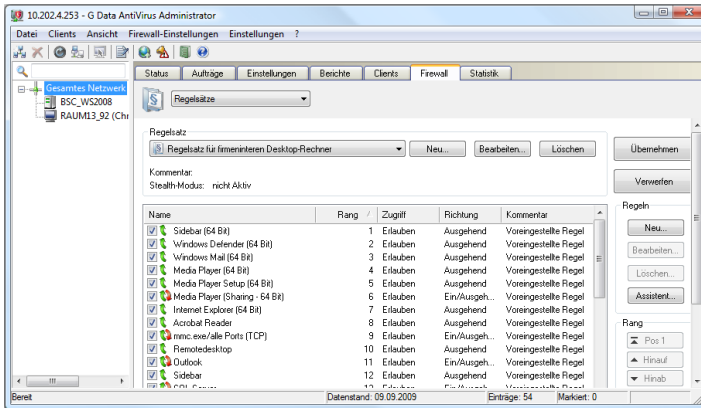 10.202.4.253 - G Data AntiVirus Administrator
Datei Clients Ansicht Firewall-Einstellungen Einstellungen ?
Gesamtes Netzwerk
BSC_WS2008
RAUM13_92 (Chr
Status Aufträge Einstellungen Berichte Clients Firewall Statistik
Regelsätze
Regelsatz
Regelsatz für firmeninteren Desktop-Rechner Neu... Bearbeiten... Löschen
Kommentar:
Stealth-Modus: nicht Aktiv
Übernehmen
Verwerfen
Name Rang Zugriff Richtung Kommentar
Sidebar (64 Bit) 1 Erlauben Ausgehend Voreingestellte Regel
Windows Defender (64 Bit) 2 Erlauben Ausgehend Voreingestellte Regel
Windows Mail (64 Bit) 3 Erlauben Ausgehend Voreingestellte Regel
Media Player (64 Bit) 4 Erlauben Ausgehend Voreingestellte Regel
Media Player Setup (64 Bit) 5 Erlauben Ausgehend Voreingestellte Regel
Media Player (Sharing - 64 Bit) 6 Erlauben Ein/Ausgeh... Voreingestellte Regel
Internet Explorer (64 Bit) 7 Erlauben Ausgehend Voreingestellte Regel
Acrobat Reader 8 Erlauben Ausgehend Voreingestellte Regel
mmc.exe/alle Ports (TCP) 9 Erlauben Ein/Ausgeh... Voreingestellte Regel
Remotedesktop 10 Erlauben Ausgehend Voreingestellte Regel
Outlook 11 Erlauben Ein/Ausgeh... Voreingestellte Regel
Sidebar 12 Erlauben Ausgehend Voreingestellte Regel
Regeln
Neu...
Bearbeiten...
Löschen...
Assistent...
Rang
Pos 1
Hinauf
Hinab
Bereit Datenstand: 09.09.2009 Einträge: 54 Markiert: 0